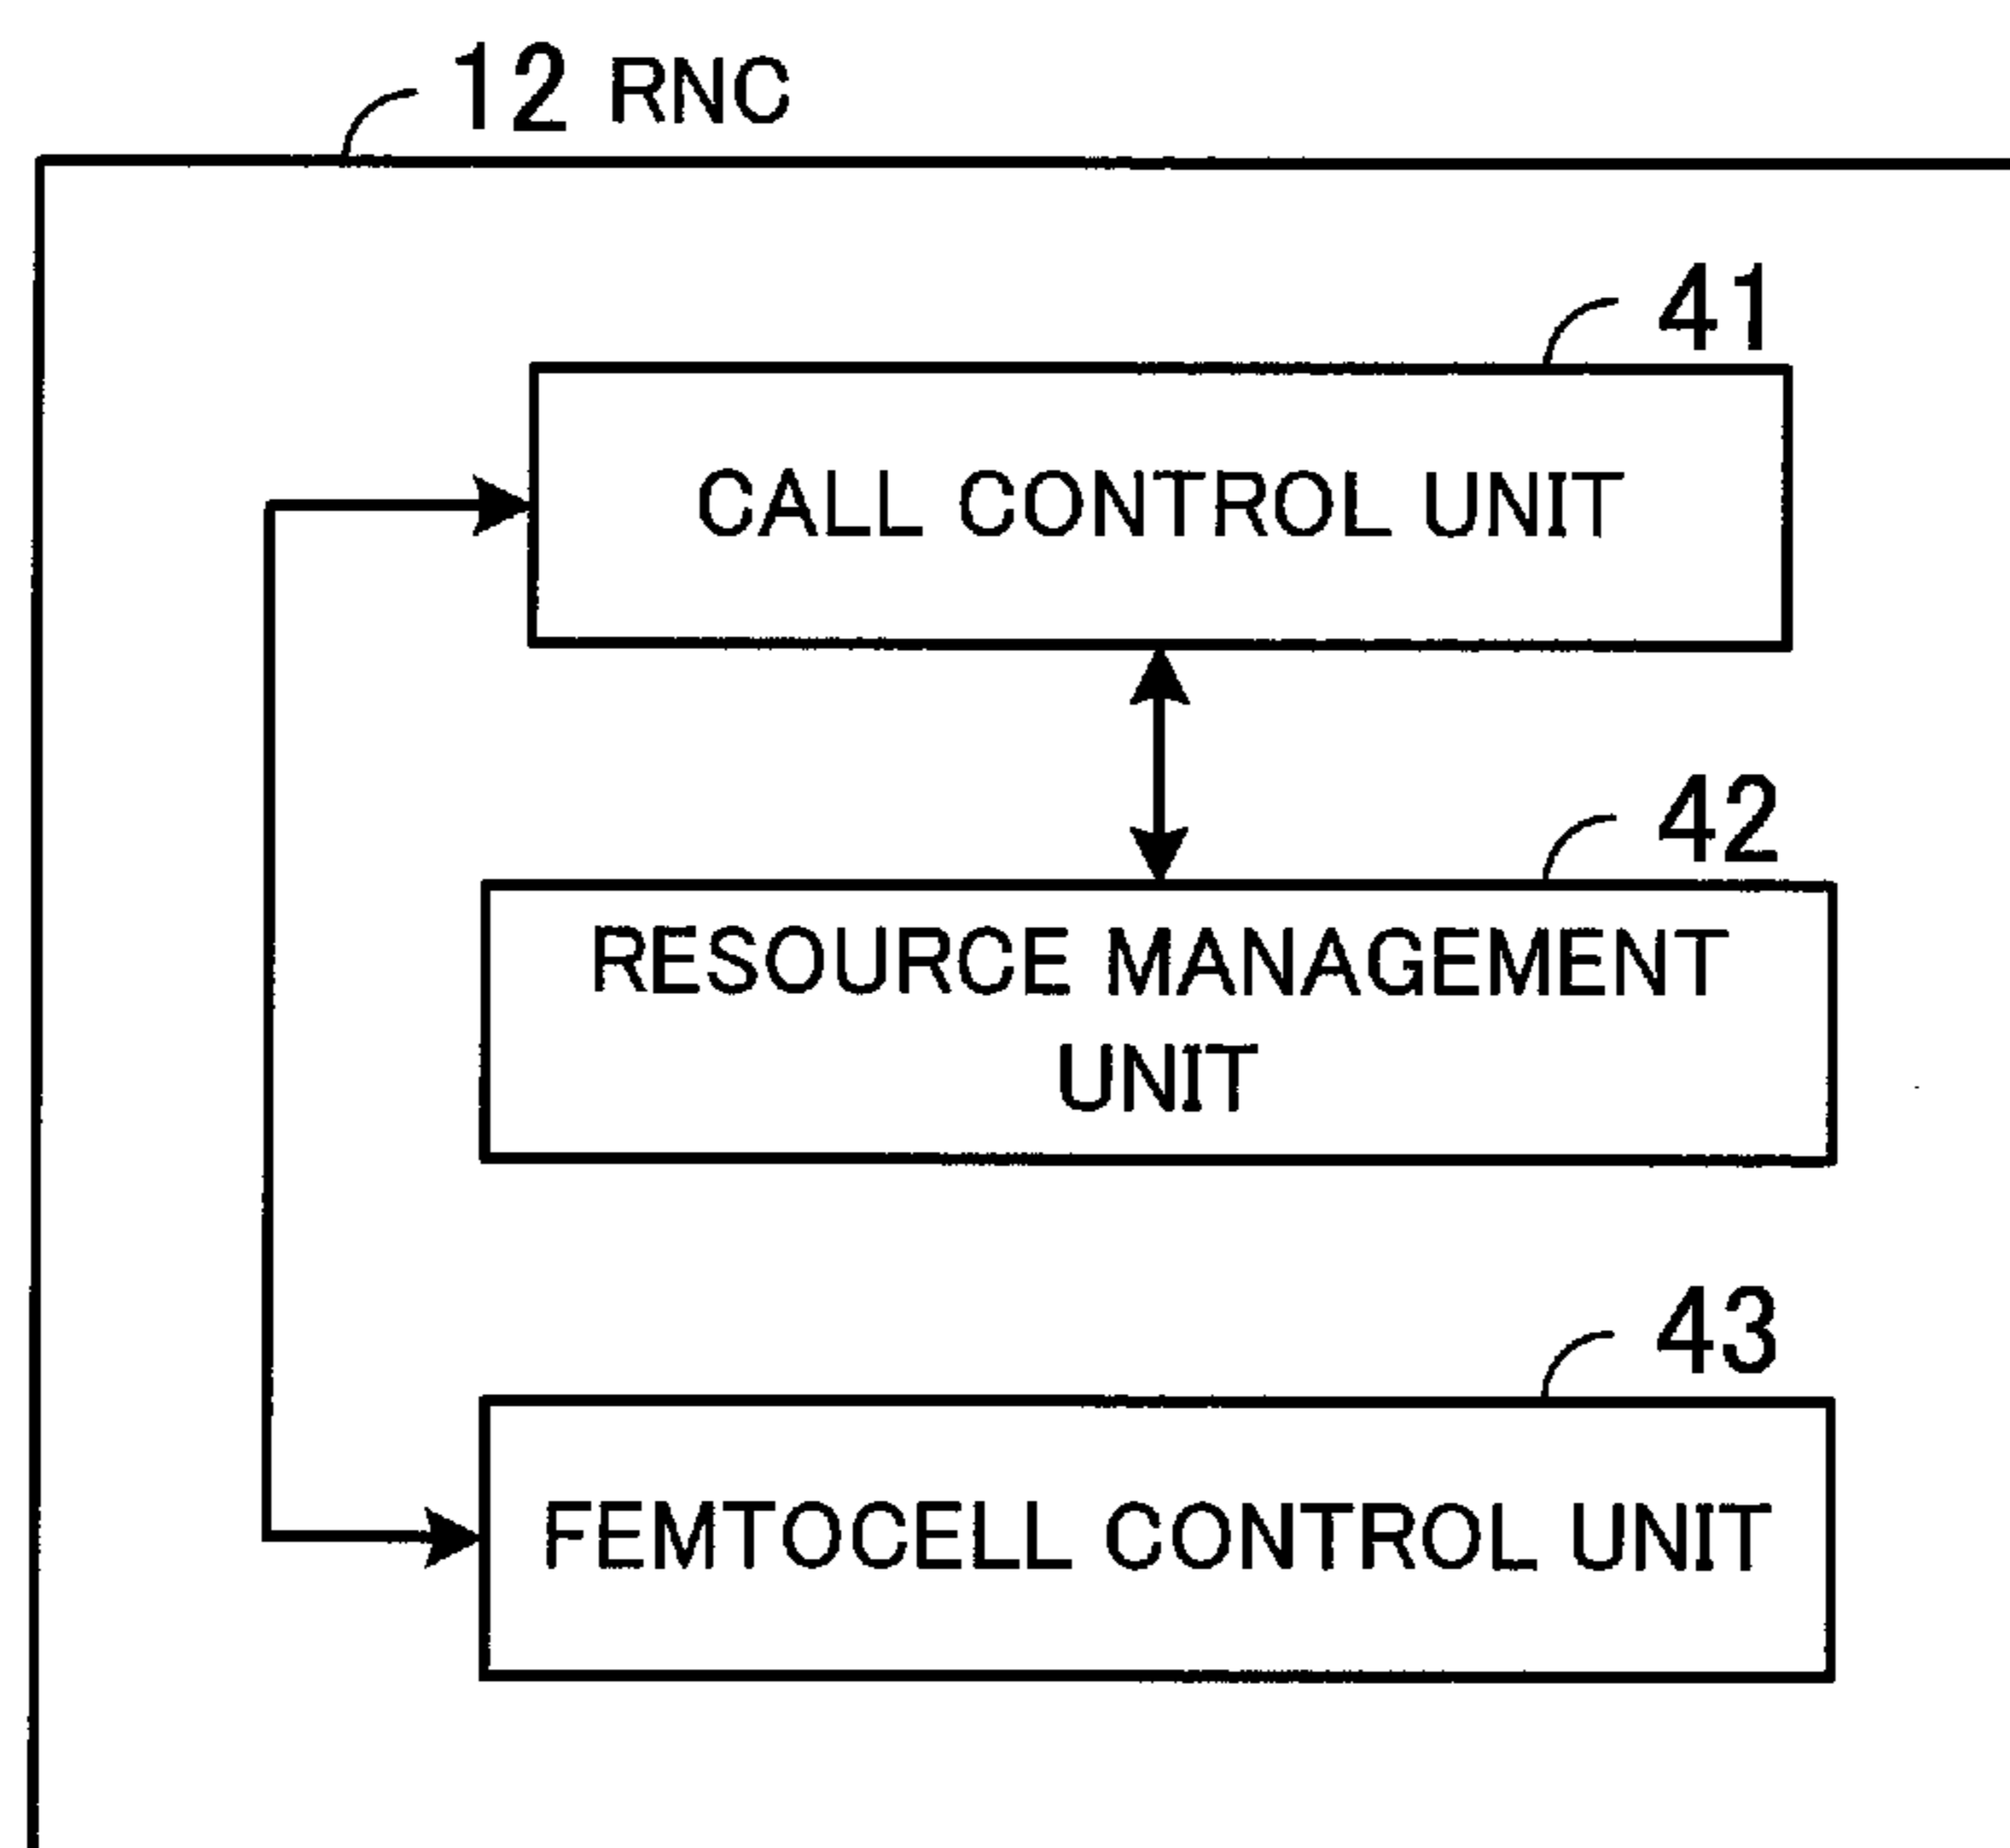 12 RNC
41
CALL CONTROL UNIT
42
RESOURCE MANAGEMENT
UNIT
43
FEMTOCELL CONTROL UNIT